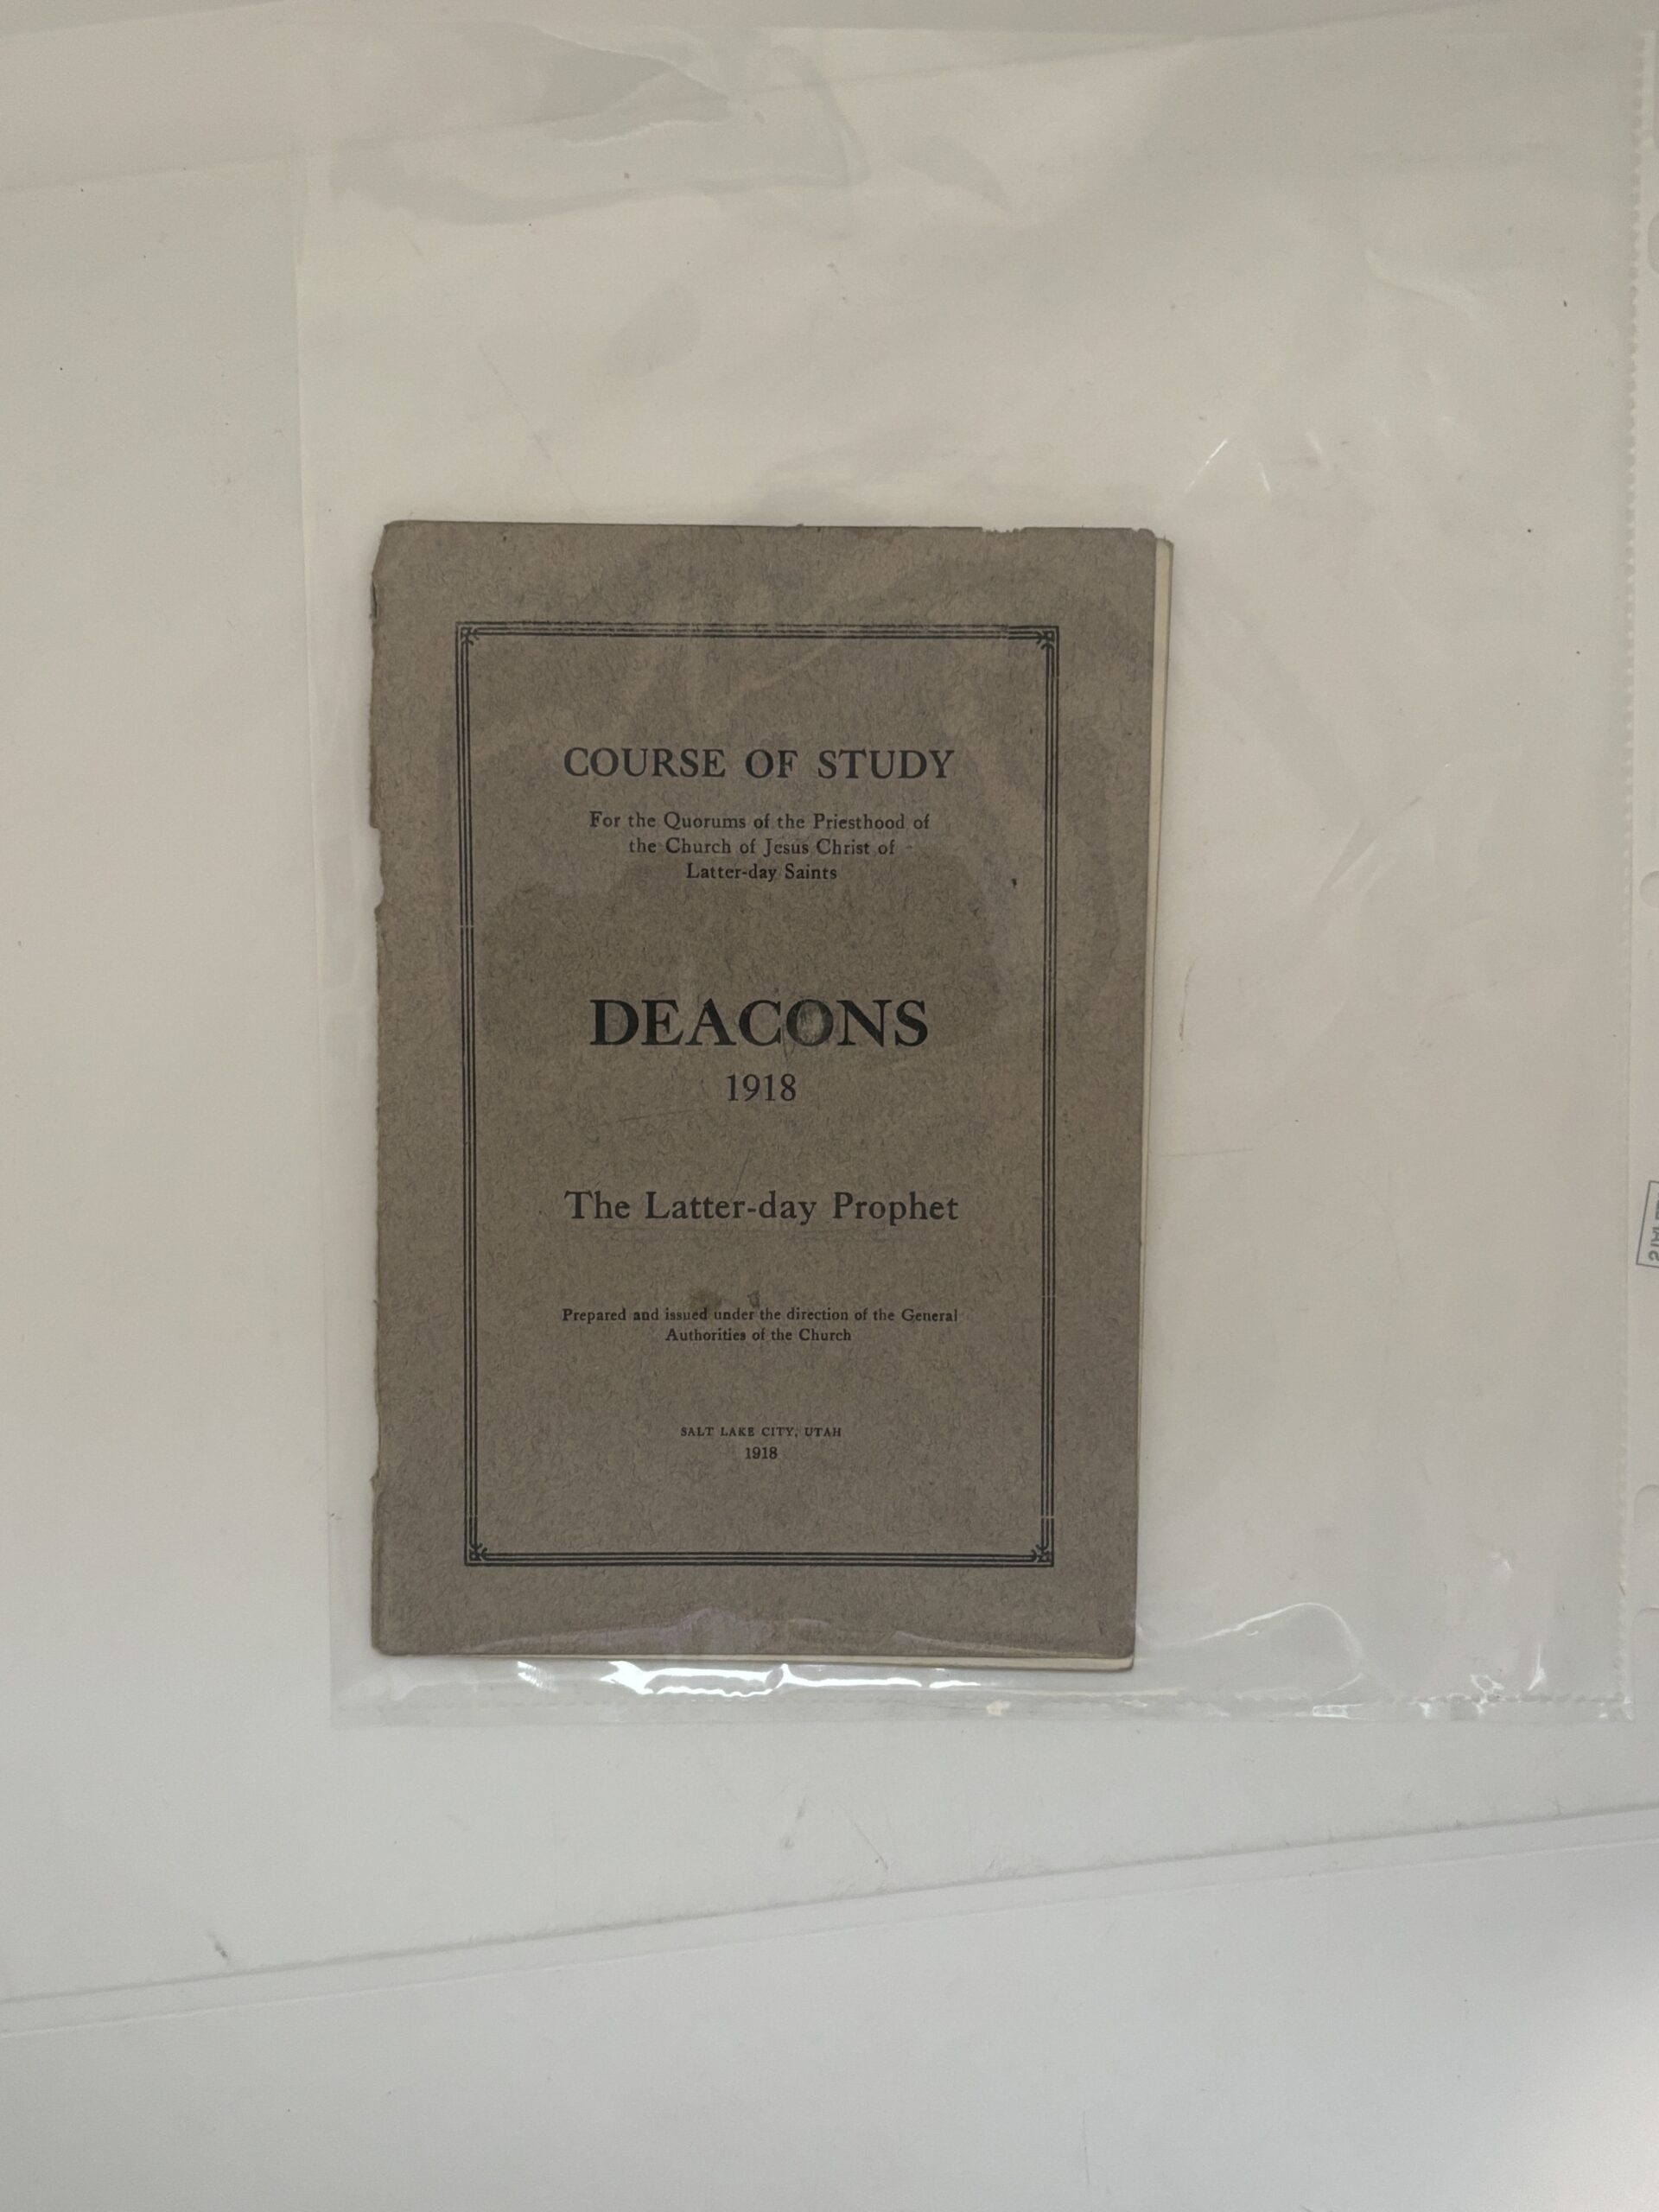 COURSE OF STUDY
For the Quorums of the Priesthood of
the Church of Jesus Christ of
Latter-day Saints
DEACONS
1918
The Latter-day Prophet
Prepared and issued under the direction of the General
Authorities of the Church
SALT LAKE CITY, UTAH
1918